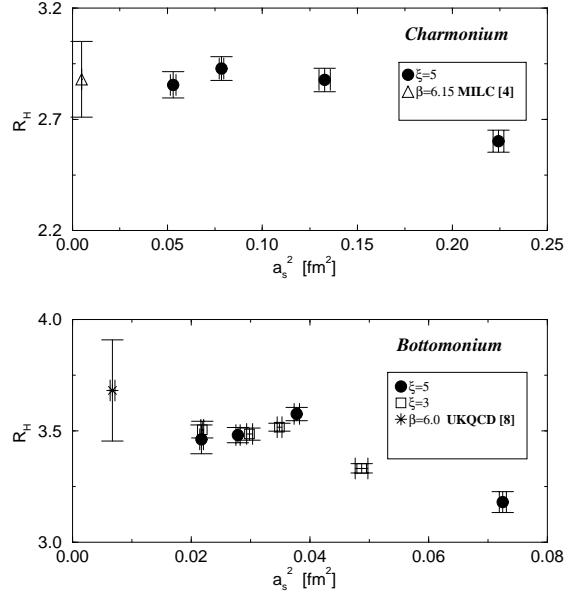 Charmonium
ξ=5
β=6.15 MILC [4]
R_H
3.2
2.7
2.2
0.00 0.05 0.10 0.15 0.20 0.25
a_s^2 [fm^2]
Bottomonium
ξ=5
ξ=3
β=6.0 UKQCD [8]
R_H
4.0
3.5
3.0
0.00 0.02 0.04 0.06 0.08
a_s^2 [fm^2]